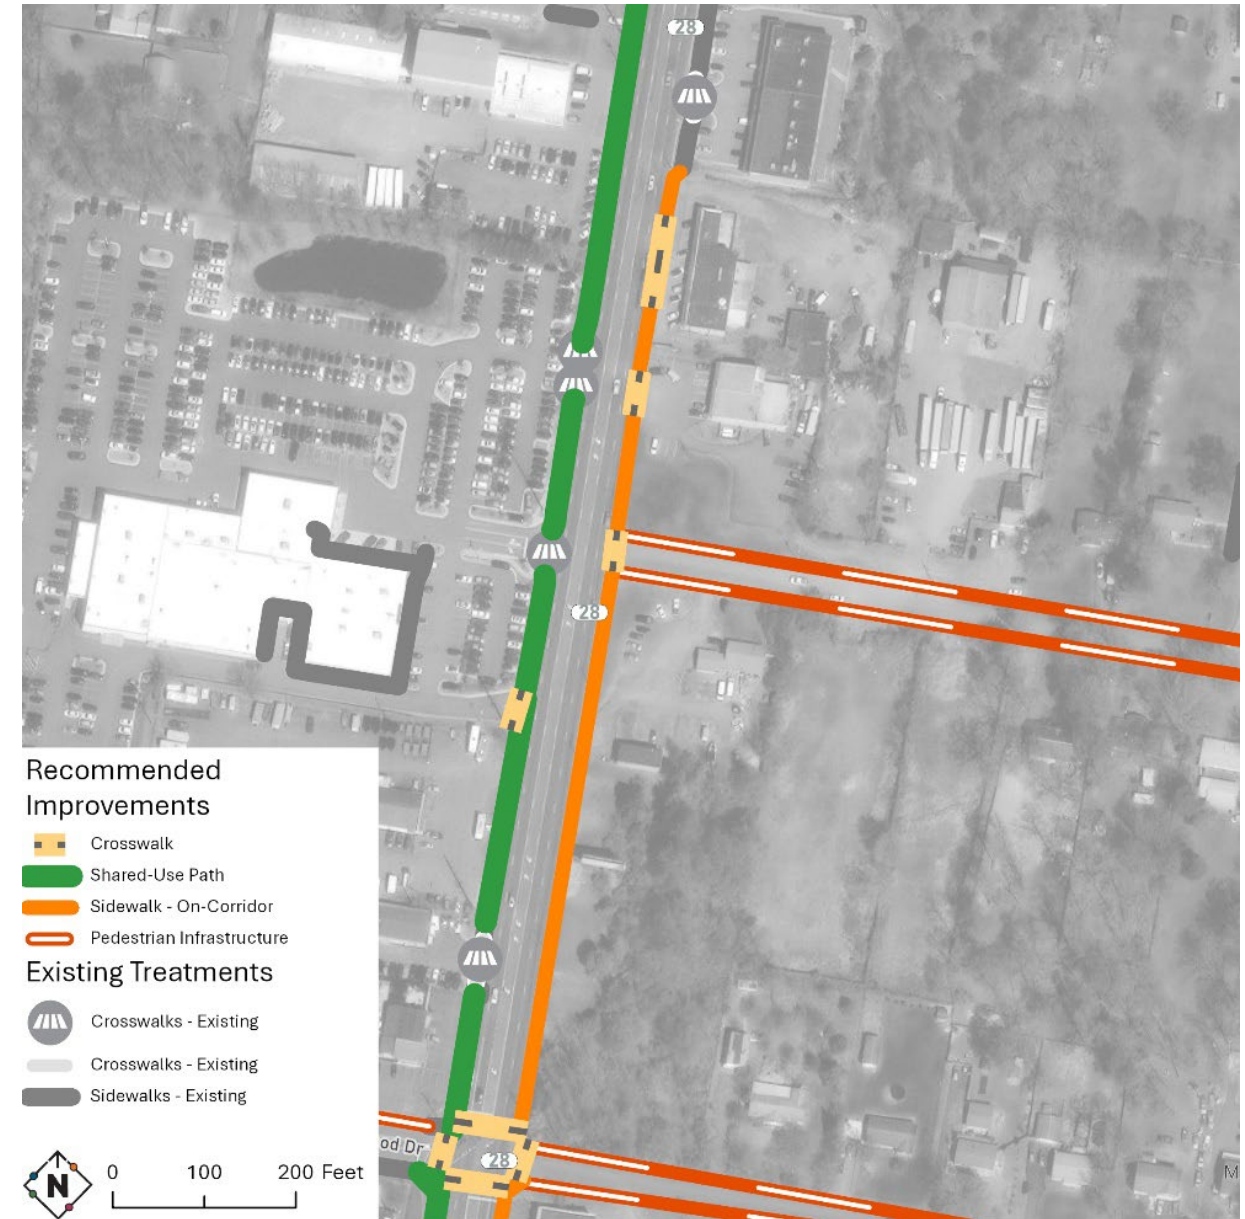 28
28
Recommended
Improvements
Crosswalk
Shared-Use Path
Sidewalk - On-Corridor
Pedestrian Infrastructure
Existing Treatments
Crosswalks - Existing
Crosswalks - Existing
Sidewalks - Existing
od Dr
28
M
N
0 100 200 Feet